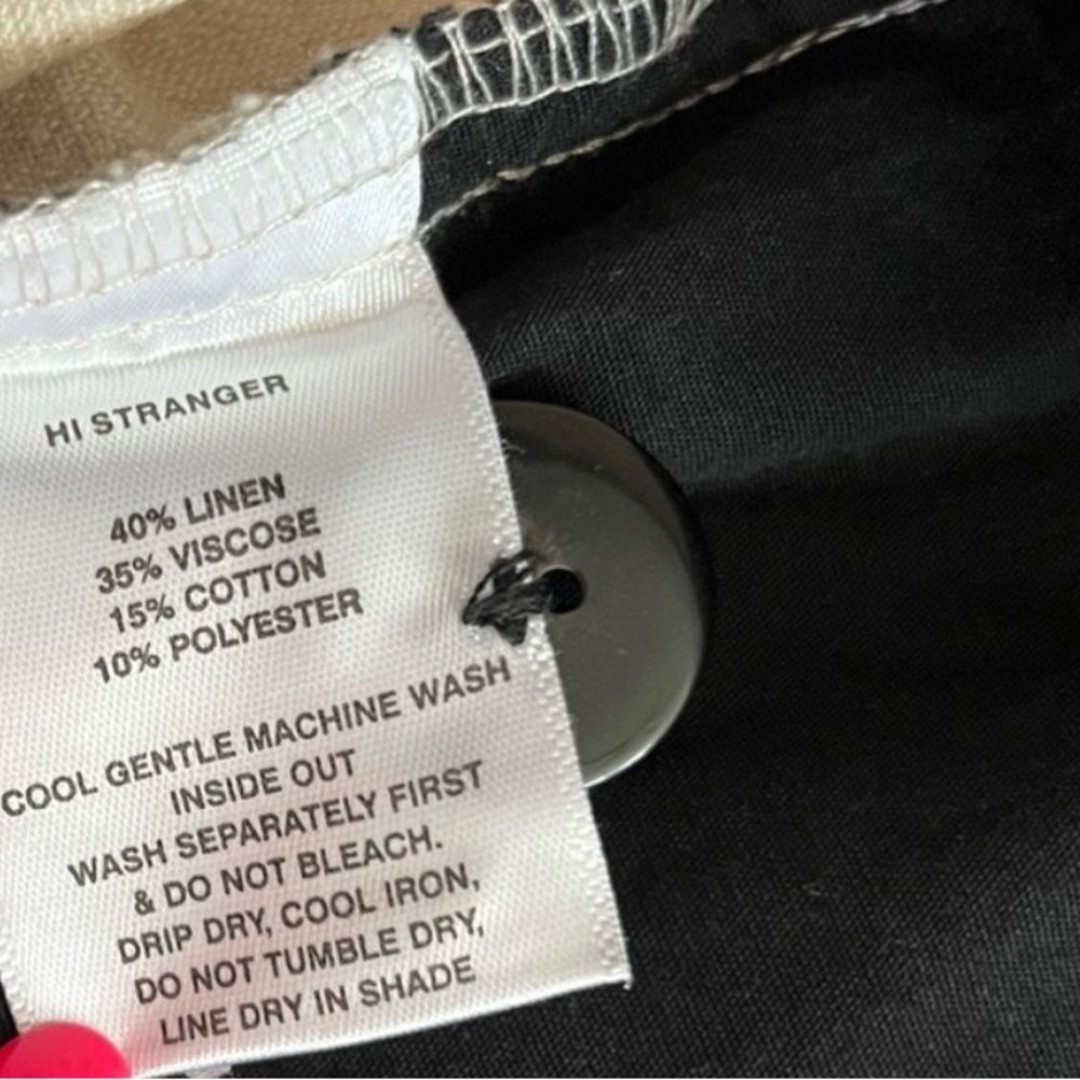 HI STRANGER
40% LINEN
35% VISCOSE
15% COTTON
10% POLYESTER
COOL GENTLE MACHINE WASH
INSIDE OUT
WASH SEPARATELY FIRST
& DO NOT BLEACH.
DRIP DRY, COOL IRON,
DO NOT TUMBLE DRY,
LINE DRY IN SHADE